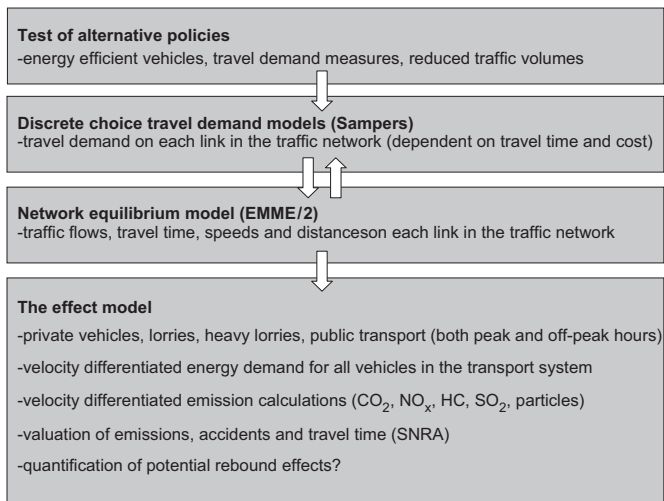 Test of alternative policies
-energy efficient vehicles, travel demand measures, reduced traffic volumes
Discrete choice travel demand models (Sampers)
-travel demand on each link in the traffic network (dependent on travel time and cost)
Network equilibrium model (EMME/2)
-traffic flows, travel time, speeds and distanceson each link in the traffic network
The effect model
-private vehicles, lorries, heavy lorries, public transport (both peak and off-peak hours)
-velocity differentiated energy demand for all vehicles in the transport system
-velocity differentiated emission calculations (CO2, NOx, HC, SO2, particles)
-valuation of emissions, accidents and travel time (SNRA)
-quantification of potential rebound effects?